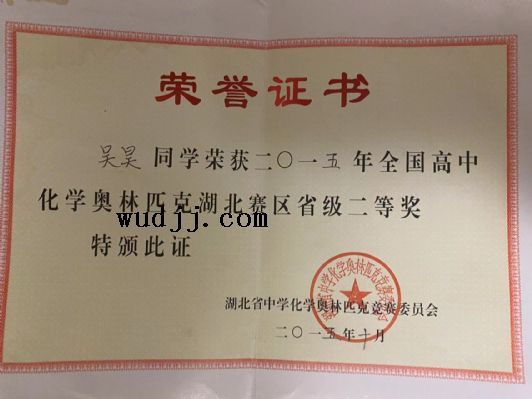 荣誉证书
吴昊 同学荣获二〇一五年全国高中
化学奥林匹克湖北赛区省级二等奖
wudjj.com
特颁此证
湖北省中学化学奥林匹克竞赛委员会
二〇一五年十月